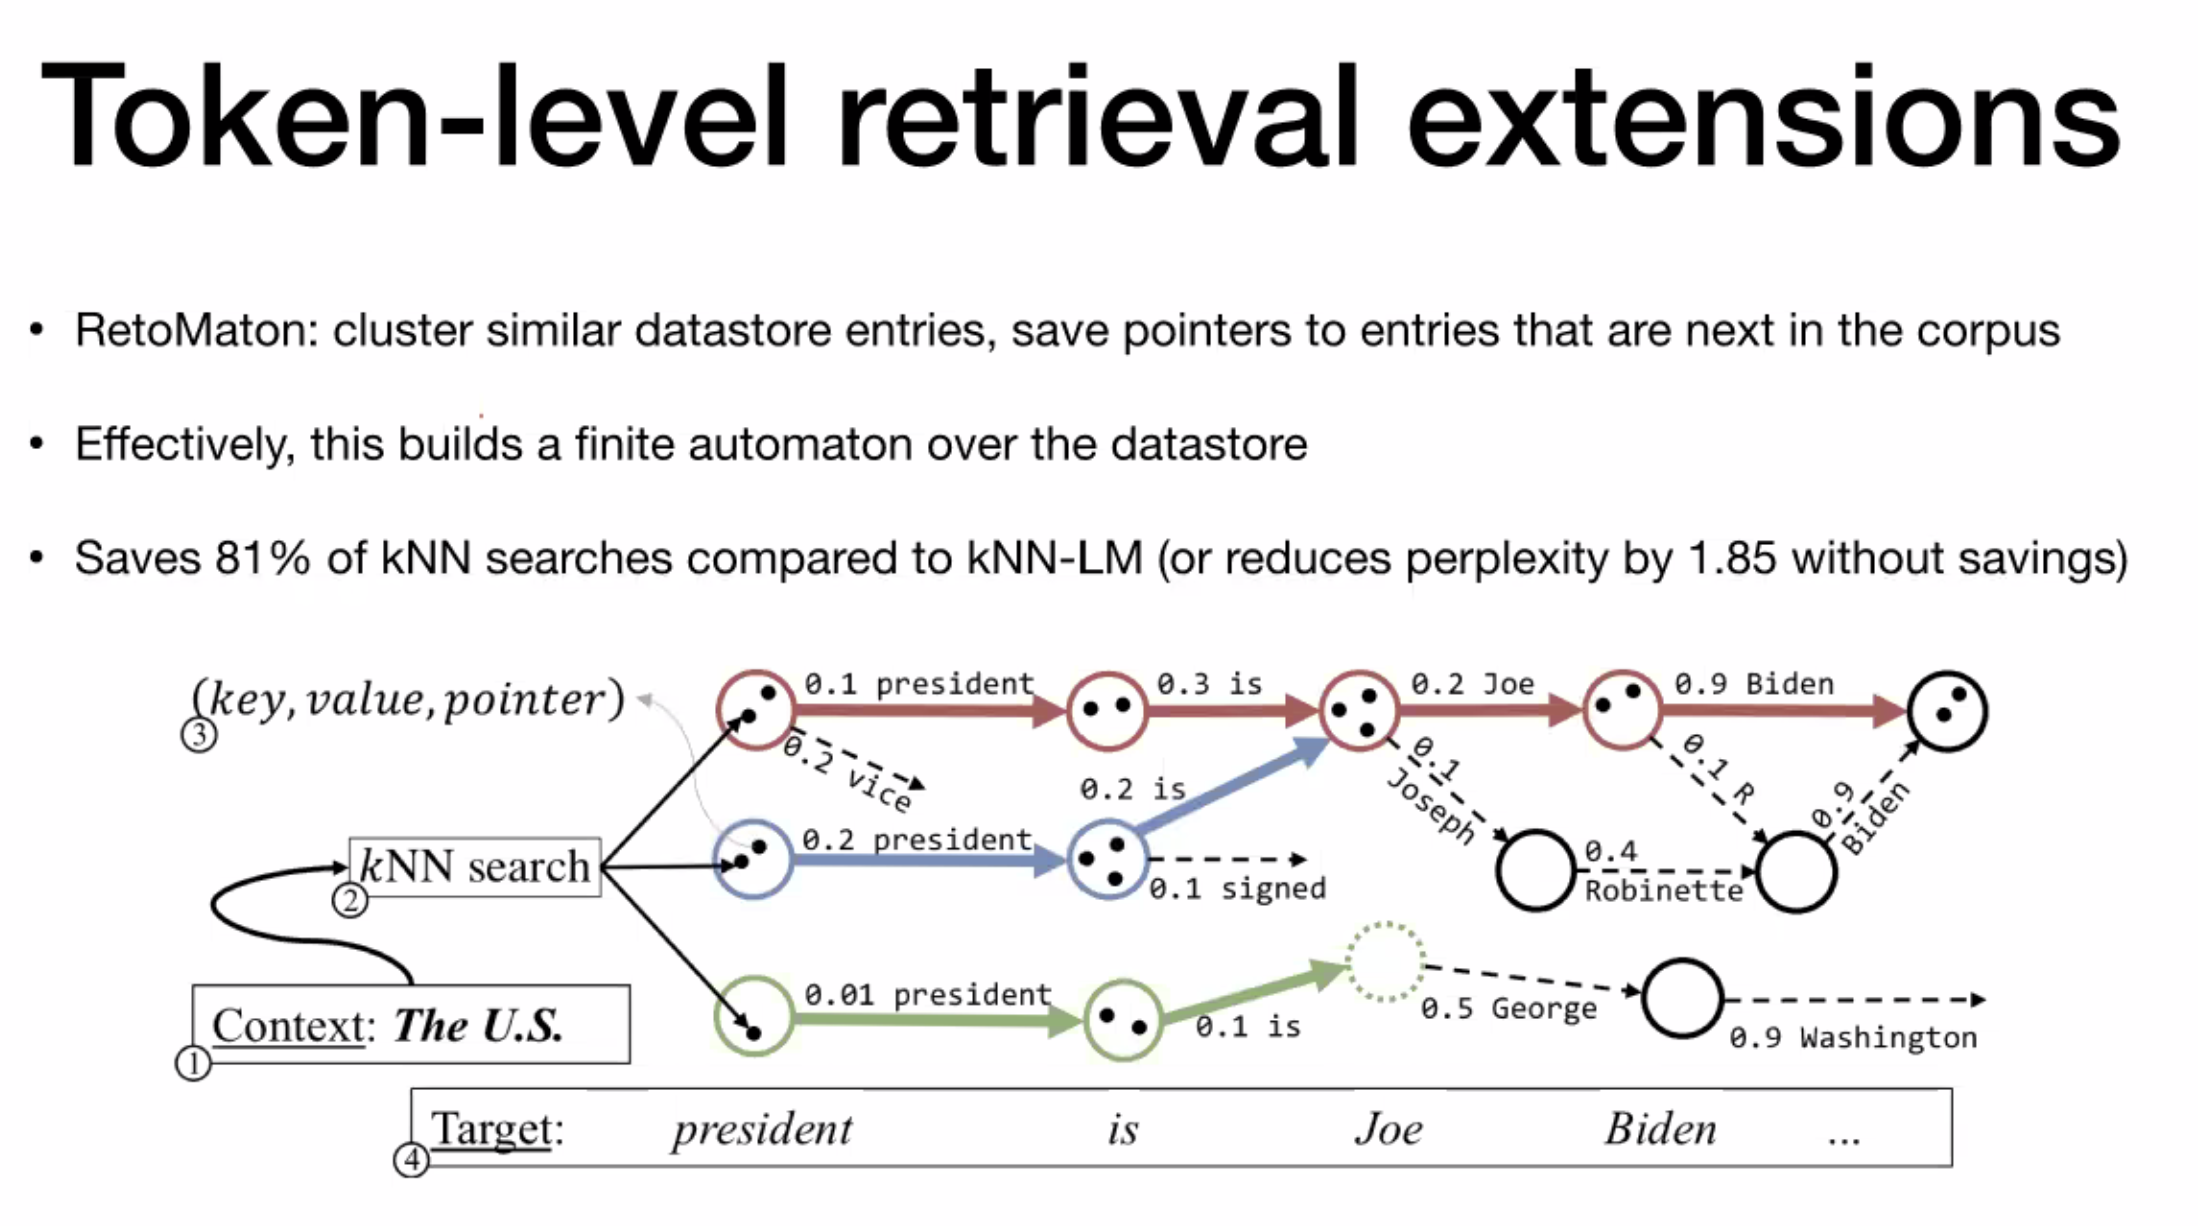 Token-level retrieval extensions
• RetoMaton: cluster similar datastore entries, save pointers to entries that are next in the corpus
• Effectively, this builds a finite automaton over the datastore
• Saves 81% of kNN searches compared to kNN-LM (or reduces perplexity by 1.85 without savings)
(key, value, pointer)
③
0.1 president
0.3 is
0.2 Joe
0.9 Biden
0.2 vice
0.2 is
0.1 Joseph
0.1 R
0.9 Biden
kNN search
②
0.2 president
0.1 signed
0.4 Robinette
Context: The U.S.
①
0.01 president
0.1 is
0.5 George
0.9 Washington
Target: president is Joe Biden ...
④